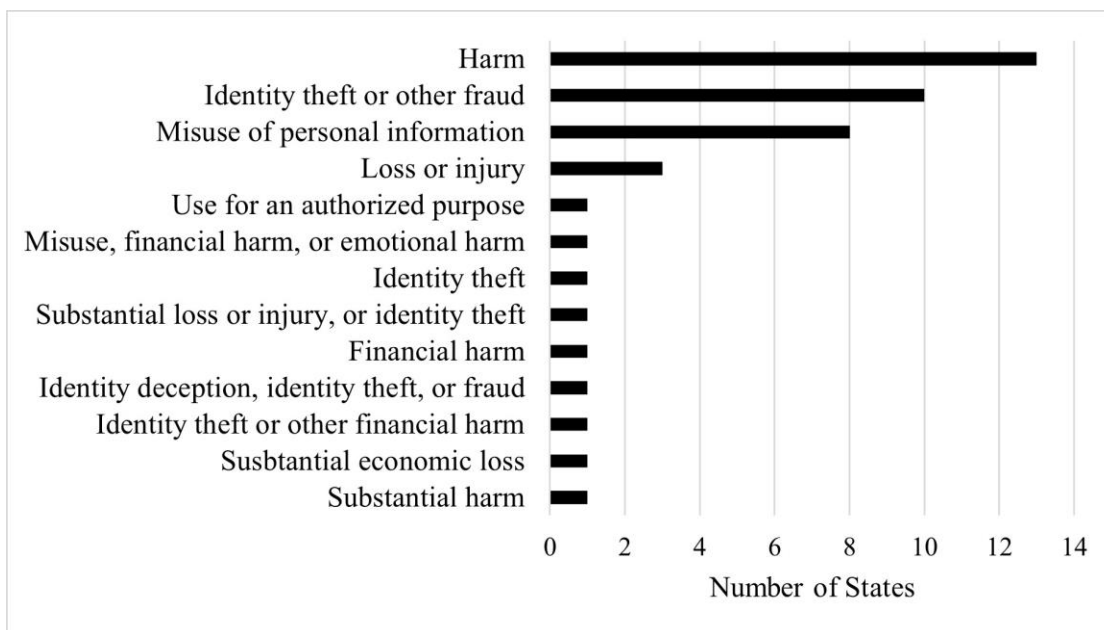 Harm
Identity theft or other fraud
Misuse of personal information
Loss or injury
Use for an authorized purpose
Misuse, financial harm, or emotional harm
Identity theft
Substantial loss or injury, or identity theft
Financial harm
Identity deception, identity theft, or fraud
Identity theft or other financial harm
Susbtantial economic loss
Substantial harm
0 2 4 6 8 10 12 14
Number of States